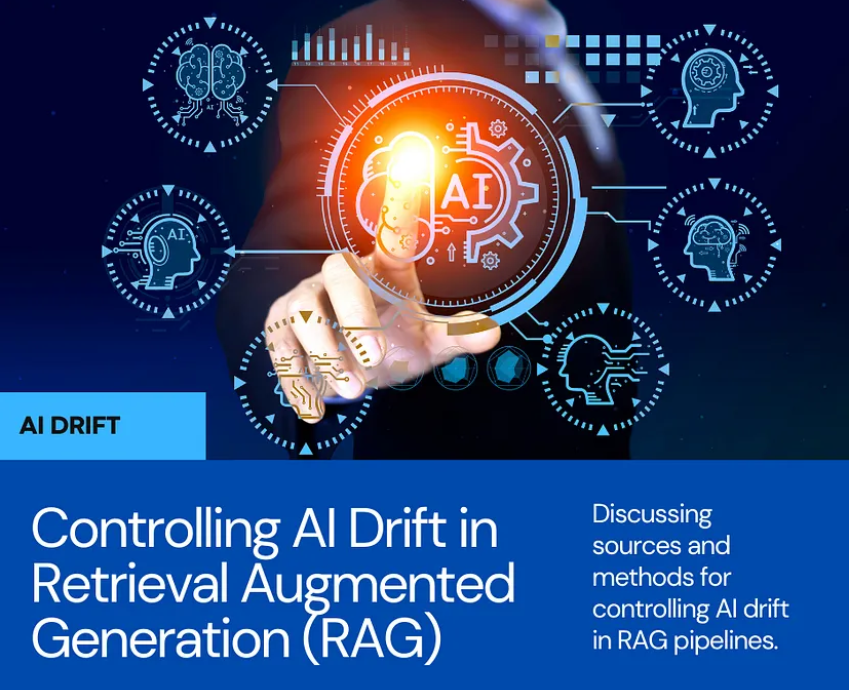 AI
AI
AI DRIFT
Controlling AI Drift in
Retrieval Augmented
Generation (RAG)
Discussing
sources and
methods for
controlling AI drift
in RAG pipelines.